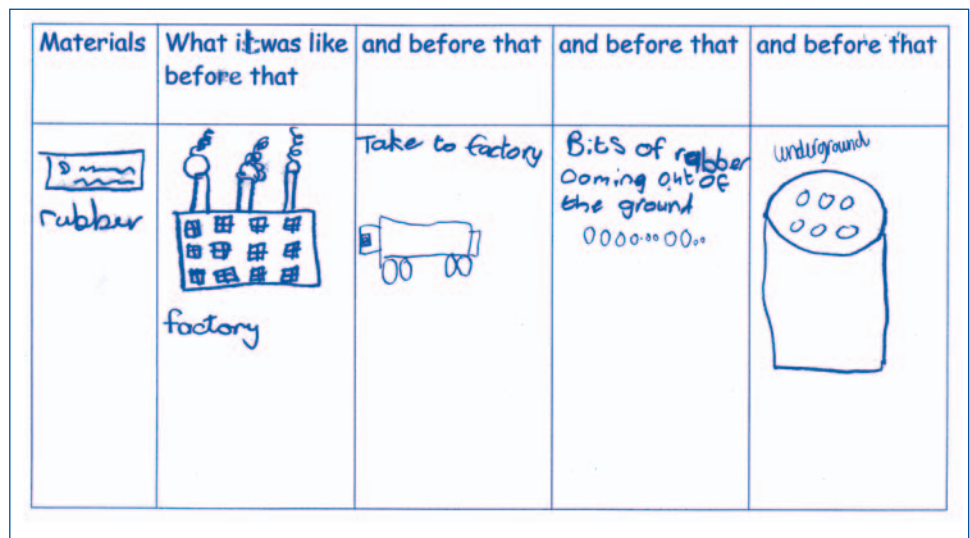 Materials
What it was like
before that
and before that
and before that
and before that
rubber
factory
Take to factory
Bits of rubber
Coming out of
the ground
underground